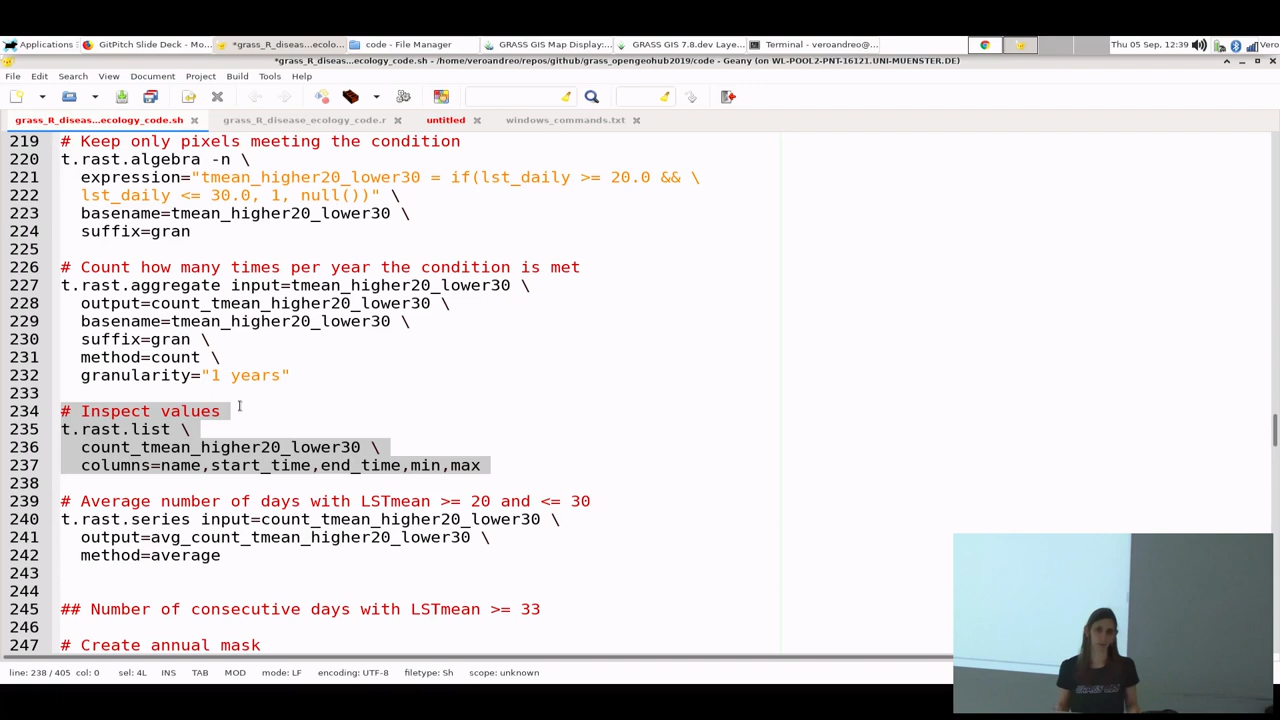 Applications
GitPitch Slide Deck - Mo...
*grass_R_diseas...ecolo...
code - File Manager
GRASS GIS Map Display:...
GRASS GIS 7.8.dev Laye...
Terminal - veroandreo@...
Thu 05 Sep, 12:39
Wed
*grass_R_diseas...ecology_code.sh - /home/veroandreo/repos/github/grass_opengeohub2019/code - Geany (on WL-POOL2-PNT-16121.UNI-MUENSTER.DE)
File Edit Search View Document Project Build Tools Help
grass_R_diseas...ecology_code.sh
grass_R_disease_ecology_code.r
untitled
windows_commands.txt
219 # Keep only pixels meeting the condition
220 t.rast.algebra -n \
221 expression="tmean_higher20_lower30 = if(lst_daily >= 20.0 && \
222 lst_daily <= 30.0, 1, null())" \
223 basename=tmean_higher20_lower30 \
224 suffix=gran
225
226 # Count how many times per year the condition is met
227 t.rast.aggregate input=tmean_higher20_lower30 \
228 output=count_tmean_higher20_lower30 \
229 basename=tmean_higher20_lower30 \
230 suffix=gran \
231 method=count \
232 granularity="1 years"
233
234 # Inspect values
235 t.rast.list \
236 count_tmean_higher20_lower30 \
237 columns=name,start_time,end_time,min,max
238
239 # Average number of days with LSTmean >= 20 and <= 30
240 t.rast.series input=count_tmean_higher20_lower30 \
241 output=avg_count_tmean_higher20_lower30 \
242 method=average
243
244
245 ## Number of consecutive days with LSTmean >= 33
246
247 # Create annual mask
line: 238 / 405 col: 0 sel: 4L INS TAB MOD mode: LF encoding: UTF-8 filetype: Sh scope: unknown
GRASS GIS